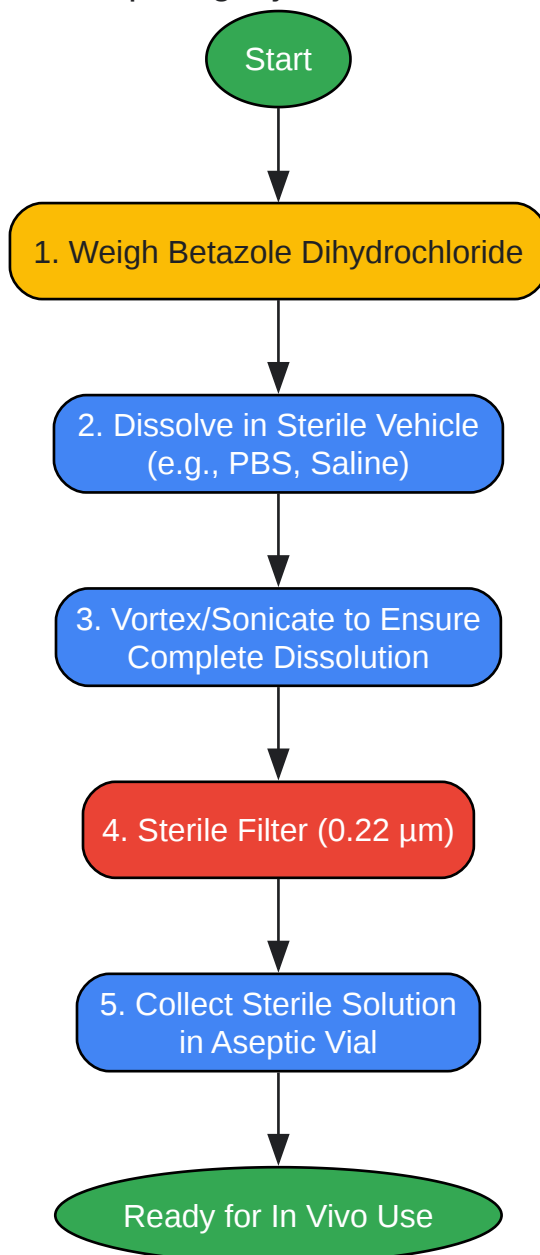 Start
1. Weigh Betazole Dihydrochloride
2. Dissolve in Sterile Vehicle
(e.g., PBS, Saline)
3. Vortex/Sonicate to Ensure
Complete Dissolution
4. Sterile Filter (0.22 µm)
5. Collect Sterile Solution
in Aseptic Vial
Ready for In Vivo Use